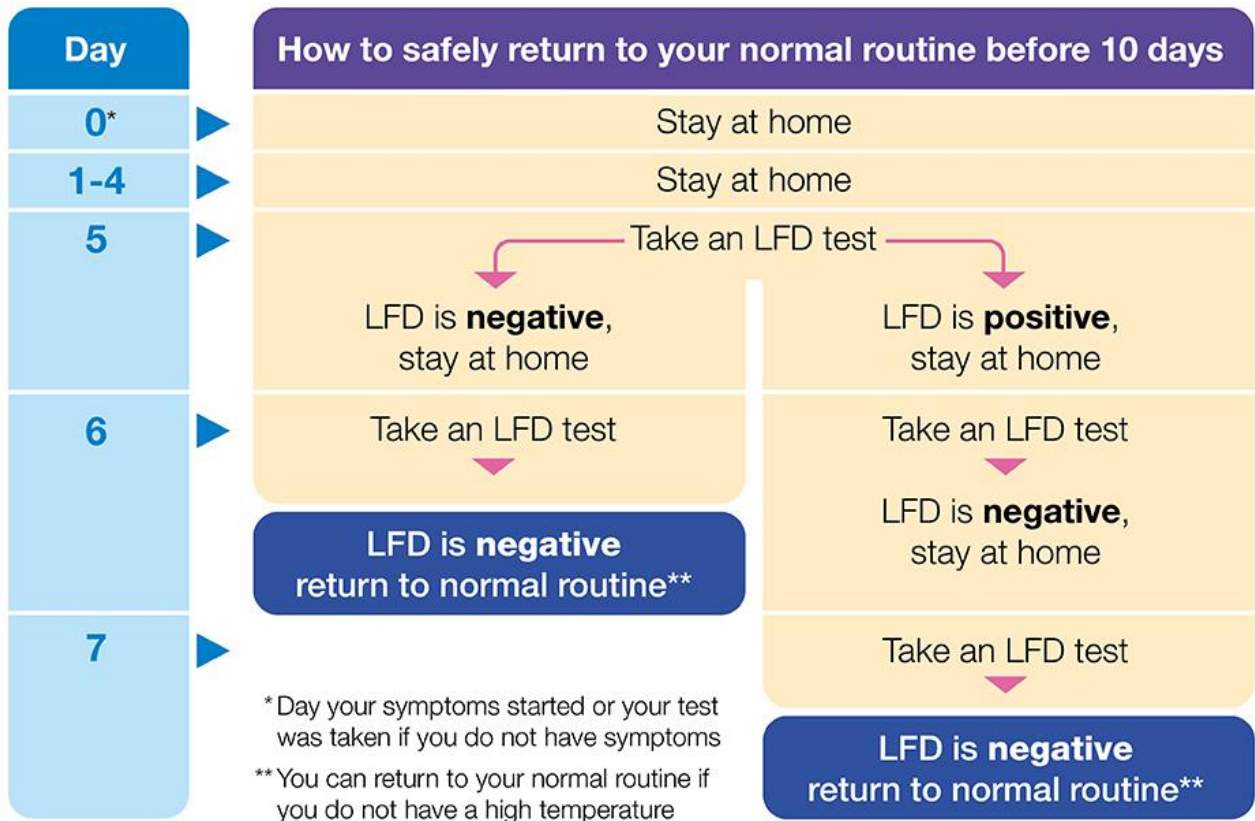 Day
How to safely return to your normal routine before 10 days
0*
Stay at home
1-4
Stay at home
5
Take an LFD test
LFD is negative,
stay at home
LFD is positive,
stay at home
6
Take an LFD test
LFD is negative
return to normal routine**
Take an LFD test
LFD is negative,
stay at home
7
Take an LFD test
LFD is negative
return to normal routine**
* Day your symptoms started or your test
was taken if you do not have symptoms
** You can return to your normal routine if
you do not have a high temperature